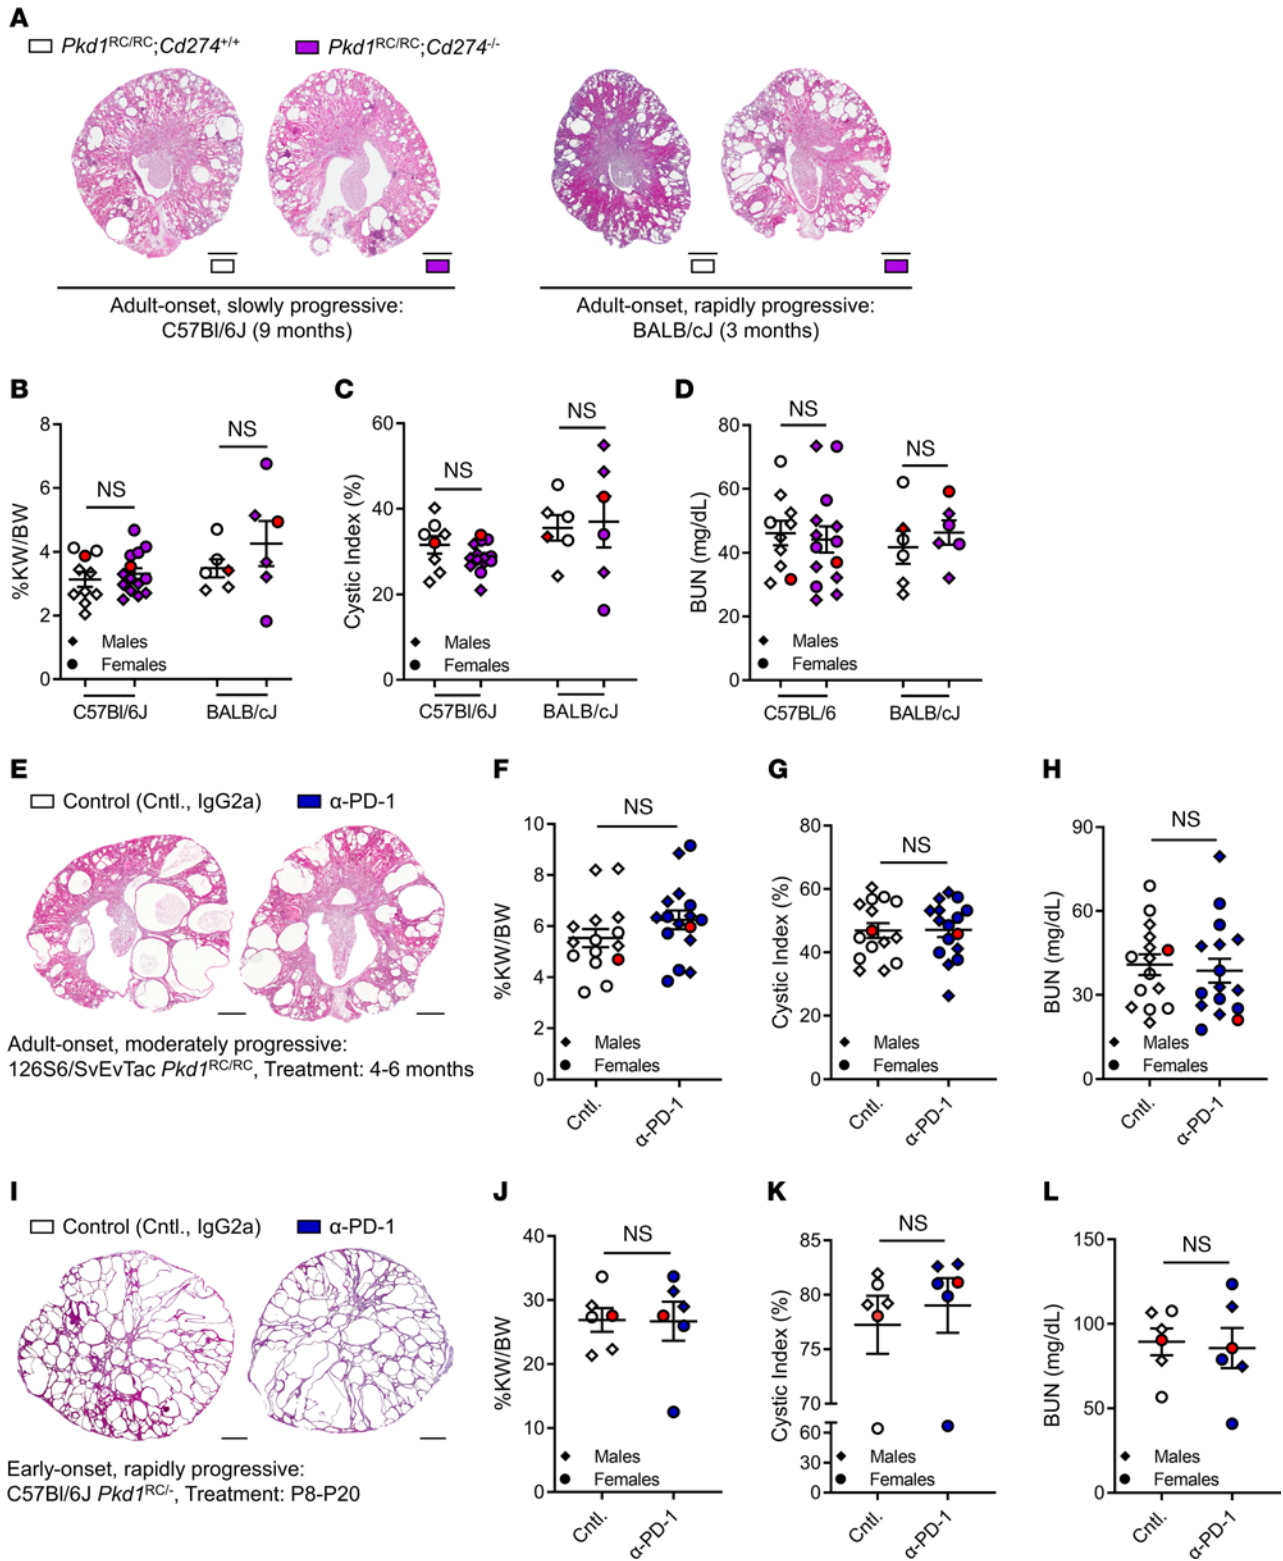 A
Pkd1RC/RC;Cd274+/+ Pkd1RC/RC;Cd274-/-
Adult-onset, slowly progressive:
C57Bl/6J (9 months)
Adult-onset, rapidly progressive:
BALB/cJ (3 months)
B
%KW/BW
8
6
4
2
0
NS
NS
Males
Females
C57Bl/6J BALB/cJ
C
Cystic Index (%)
60
40
20
0
NS
NS
Males
Females
C57Bl/6J BALB/cJ
D
BUN (mg/dL)
80
60
40
20
0
NS
NS
Males
Females
C57BL/6 BALB/cJ
E
Control (Cntl., IgG2a) α-PD-1
Adult-onset, moderately progressive:
126S6/SvEvTac Pkd1RC/RC, Treatment: 4-6 months
F
%KW/BW
10
8
6
4
2
0
NS
Males
Females
Cntl. α-PD-1
G
Cystic Index (%)
80
60
40
20
0
NS
Males
Females
Cntl. α-PD-1
H
BUN (mg/dL)
90
60
30
0
NS
Males
Females
Cntl. α-PD-1
I
Control (Cntl., IgG2a) α-PD-1
Early-onset, rapidly progressive:
C57Bl/6J Pkd1RC/-, Treatment: P8-P20
J
%KW/BW
40
30
20
10
0
NS
Males
Females
Cntl. α-PD-1
K
Cystic Index (%)
85
80
75
70
60
30
0
NS
Males
Females
Cntl. α-PD-1
L
BUN (mg/dL)
150
100
50
0
NS
Males
Females
Cntl. α-PD-1